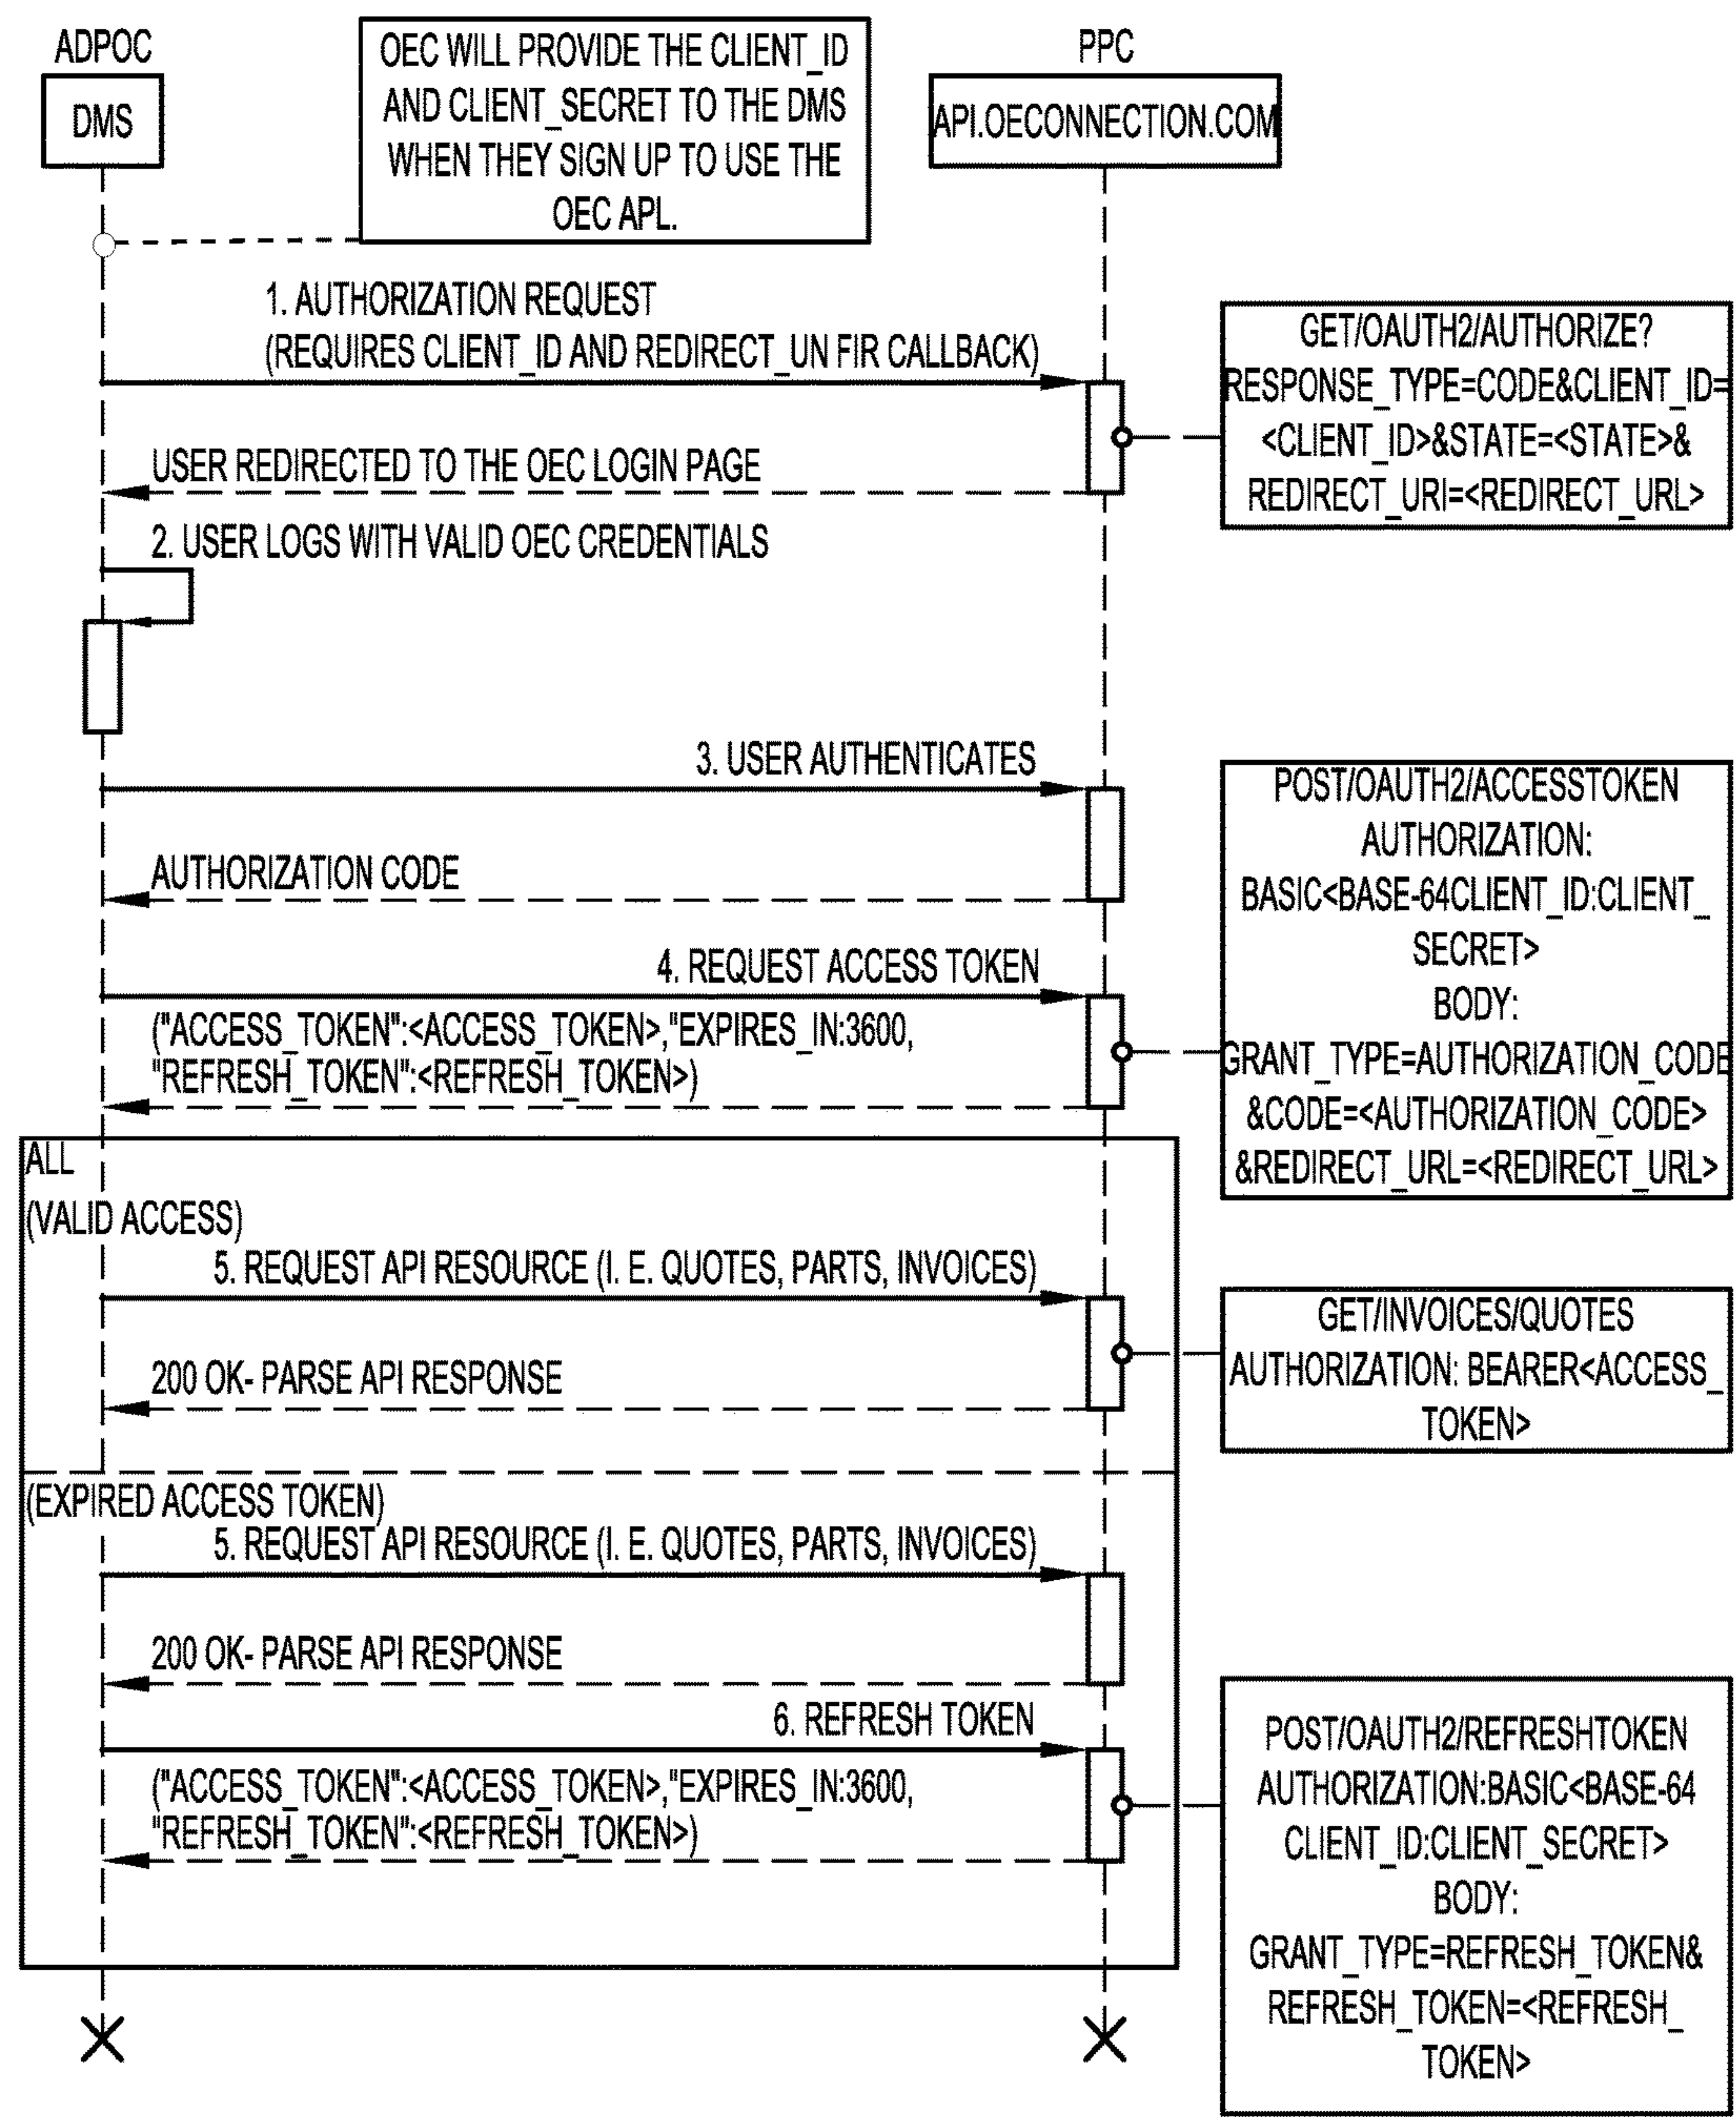 ADPOC
DMS
OEC WILL PROVIDE THE CLIENT_ID
AND CLIENT_SECRET TO THE DMS
WHEN THEY SIGN UP TO USE THE
OEC APL.
PPC
API.OECONNECTION.COM
1. AUTHORIZATION REQUEST
(REQUIRES CLIENT_ID AND REDIRECT_UN FIR CALLBACK)
GET/OAUTH2/AUTHORIZE?
RESPONSE_TYPE=CODE&CLIENT_ID=
<CLIENT_ID>&STATE=<STATE>&
REDIRECT_URI=<REDIRECT_URL>
USER REDIRECTED TO THE OEC LOGIN PAGE
2. USER LOGS WITH VALID OEC CREDENTIALS
3. USER AUTHENTICATES
AUTHORIZATION CODE
4. REQUEST ACCESS TOKEN
("ACCESS_TOKEN":<ACCESS_TOKEN>,"EXPIRES_IN:3600,
"REFRESH_TOKEN":<REFRESH_TOKEN>)
POST/OAUTH2/ACCESSTOKEN
AUTHORIZATION:
BASIC<BASE-64CLIENT_ID:CLIENT_
SECRET>
BODY:
GRANT_TYPE=AUTHORIZATION_CODE
&CODE=<AUTHORIZATION_CODE>
&REDIRECT_URL=<REDIRECT_URL>
ALL
(VALID ACCESS)
5. REQUEST API RESOURCE (I. E. QUOTES, PARTS, INVOICES)
200 OK- PARSE API RESPONSE
GET/INVOICES/QUOTES
AUTHORIZATION: BEARER<ACCESS_
TOKEN>
(EXPIRED ACCESS TOKEN)
5. REQUEST API RESOURCE (I. E. QUOTES, PARTS, INVOICES)
200 OK- PARSE API RESPONSE
6. REFRESH TOKEN
("ACCESS_TOKEN":<ACCESS_TOKEN>,"EXPIRES_IN:3600,
"REFRESH_TOKEN":<REFRESH_TOKEN>)
POST/OAUTH2/REFRESHTOKEN
AUTHORIZATION:BASIC<BASE-64
CLIENT_ID:CLIENT_SECRET>
BODY:
GRANT_TYPE=REFRESH_TOKEN&
REFRESH_TOKEN=<REFRESH_
TOKEN>